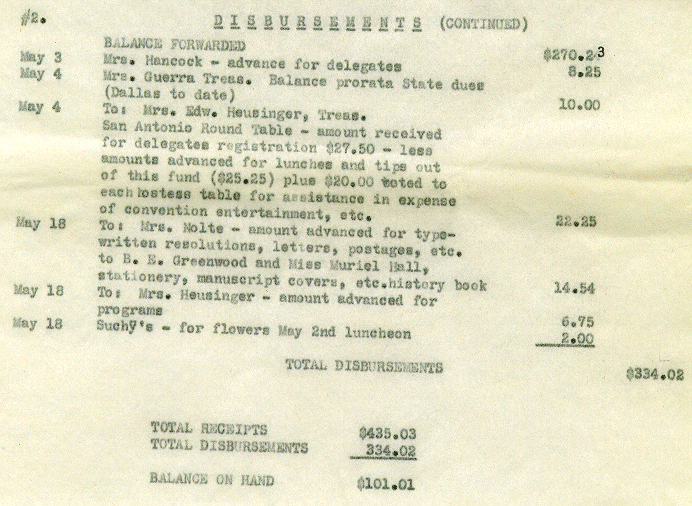 #2.
DISBURSEMENTS (CONTINUED)
BALANCE FORWARDED $270.23
May 3 Mrs. Hancock - advance for delegates 8.25
May 4 Mrs. Guerra Treas. Balance prorata State dues
(Dallas to date) 10.00
May 4 To: Mrs. Edw. Heusinger, Treas.
San Antonio Round Table - amount received
for delegates registration $27.50 - less
amounts advanced for lunches and tips out
of this fund ($25.25) plus $20.00 voted to
each hostess table for assistance in expense
of convention entertainment, etc. 22.25
May 18 To: Mrs. Nolte - amount advanced for type-
written resolutions, letters, postages, etc.
to B. E. Greenwood and Miss Muriel Hall,
stationery, manuscript covers, etc.history book 14.54
May 18 To: Mrs. Heusinger - amount advanced for
programs 6.75
May 18 Suchy's - for flowers May 2nd luncheon 2.00
TOTAL DISBURSEMENTS $334.02
TOTAL RECEIPTS $435.03
TOTAL DISBURSEMENTS 334.02
BALANCE ON HAND $101.01